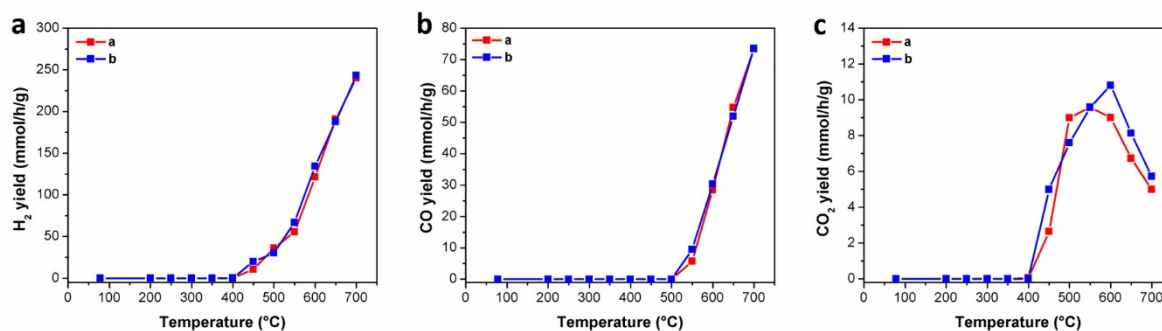 a
H2 yield (mmol/h/g)
300
250
200
150
100
50
0
a
b
0 100 200 300 400 500 600 700
Temperature (°C)
b
CO yield (mmol/h/g)
80
70
60
50
40
30
20
10
0
a
b
0 100 200 300 400 500 600 700
Temperature (°C)
c
CO2 yield (mmol/h/g)
14
12
10
8
6
4
2
0
a
b
0 100 200 300 400 500 600 700
Temperature (°C)